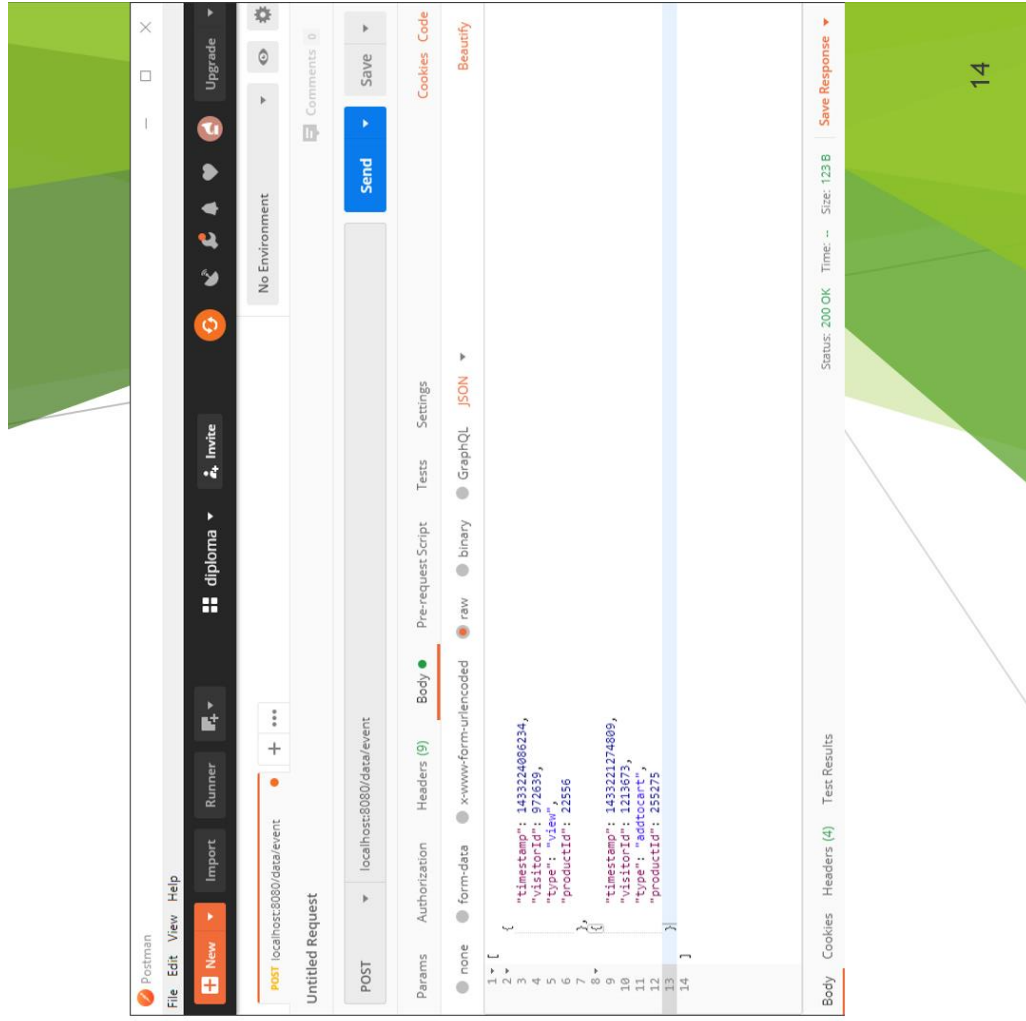 Postman
File Edit View Help
New Import Runner diploma Invite Upgrade
POST localhost:8080/data/event No Environment
Untitled Request Comments 0
POST localhost:8080/data/event Send Save
Params Authorization Headers (9) Body Pre-request Script Tests Settings Cookies Code
none form-data x-www-form-urlencoded raw binary GraphQL JSON Beautify
1 [
2 {
3 "timestamp": 1433224086234,
4 "visitorId": 972639,
5 "type": "view",
6 "productId": 22556
7 },
8 {
9 "timestamp": 1433221274809,
10 "visitorId": 1213673,
11 "type": "addtocart",
12 "productId": 255275
13 }
14 ]
Body Cookies Headers (4) Test Results Status: 200 OK Time: -- Size: 123 B Save Response
14